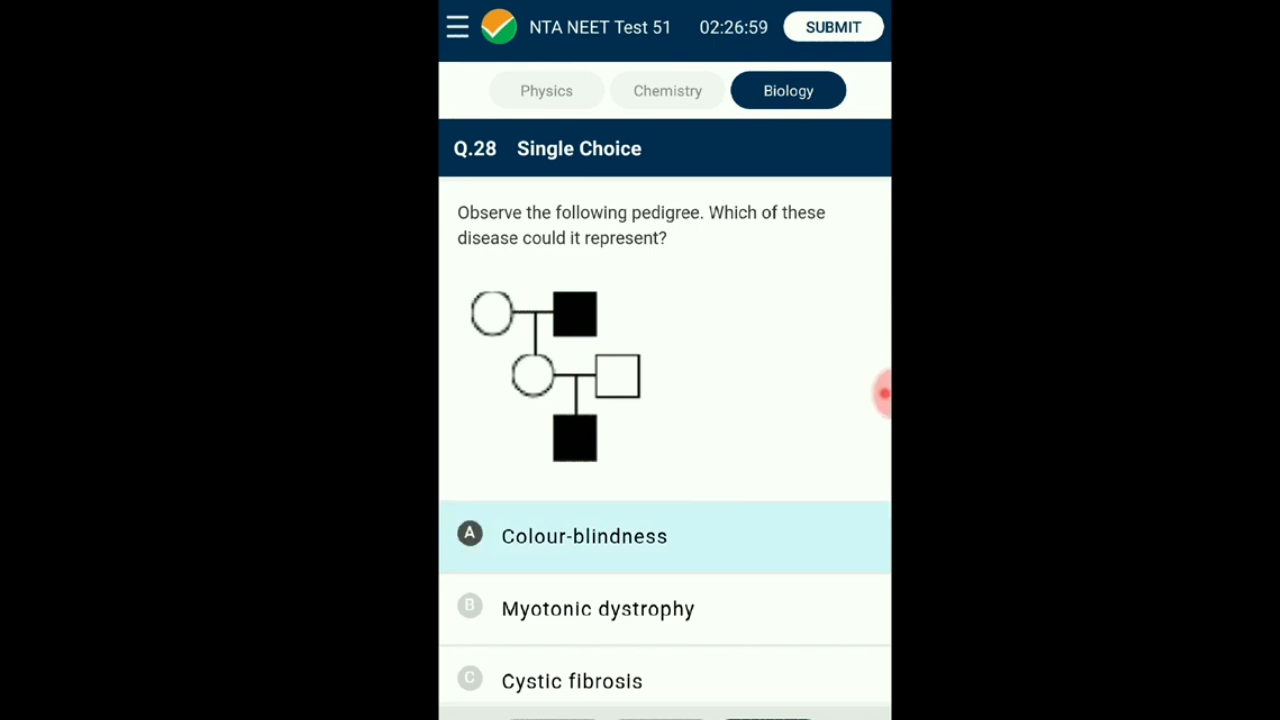 NTA NEET Test 51 02:26:59 SUBMIT
Physics Chemistry Biology
Q.28 Single Choice
Observe the following pedigree. Which of these
disease could it represent?
A Colour-blindness
B Myotonic dystrophy
C Cystic fibrosis